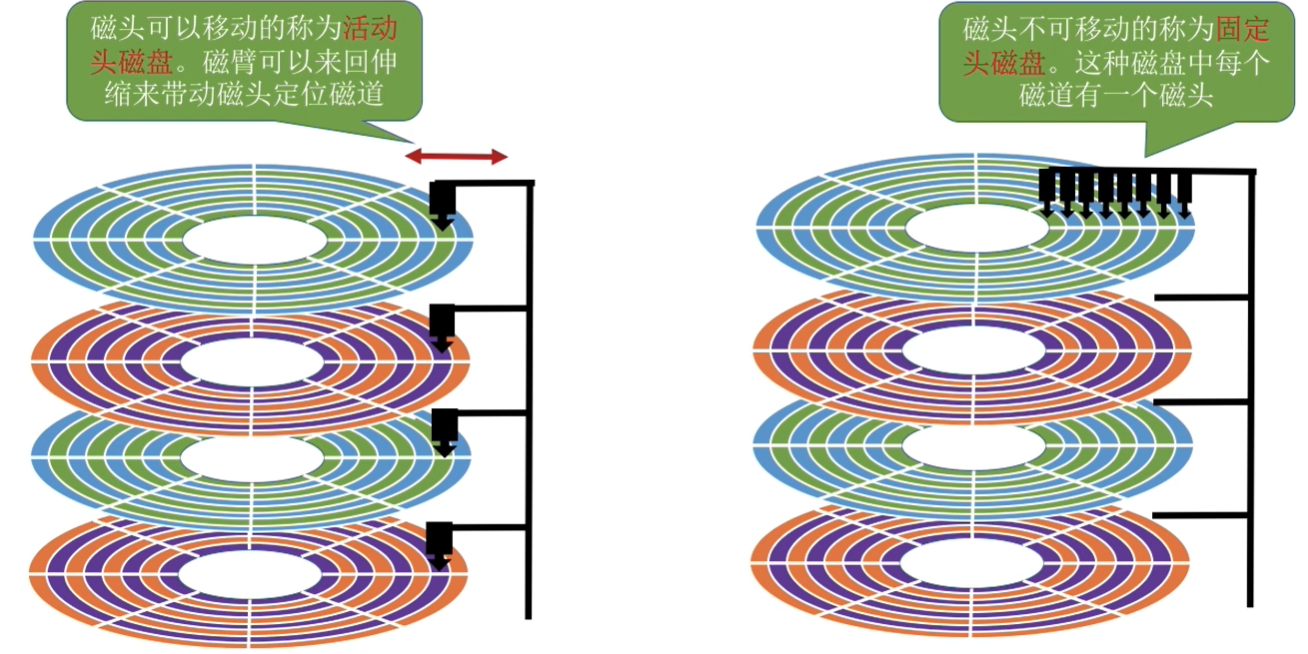 磁头可以移动的称为活动
头磁盘。磁臂可以来回伸
缩来带动磁头定位磁道
磁头不可移动的称为固定
头磁盘。这种磁盘中每个
磁道有一个磁头